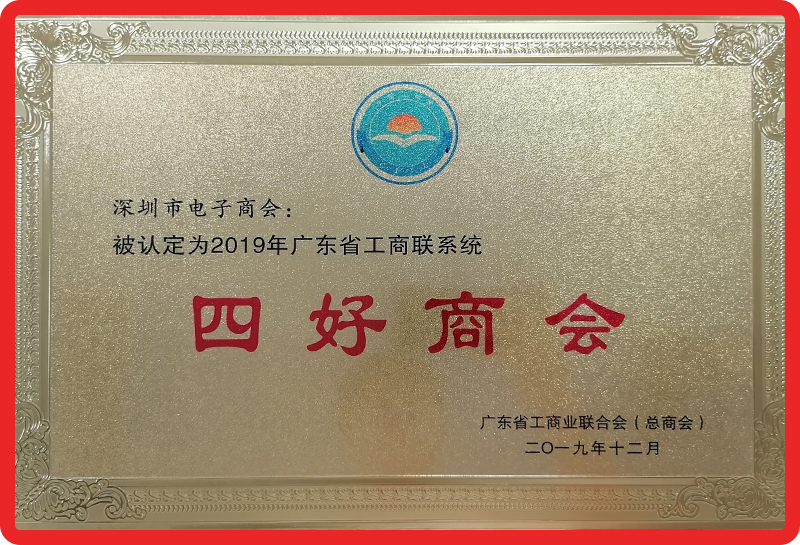 深圳市电子商会：
被认定为2019年广东省工商联系统
四好商会
广东省工商业联合会（总商会）
二〇一九年十二月